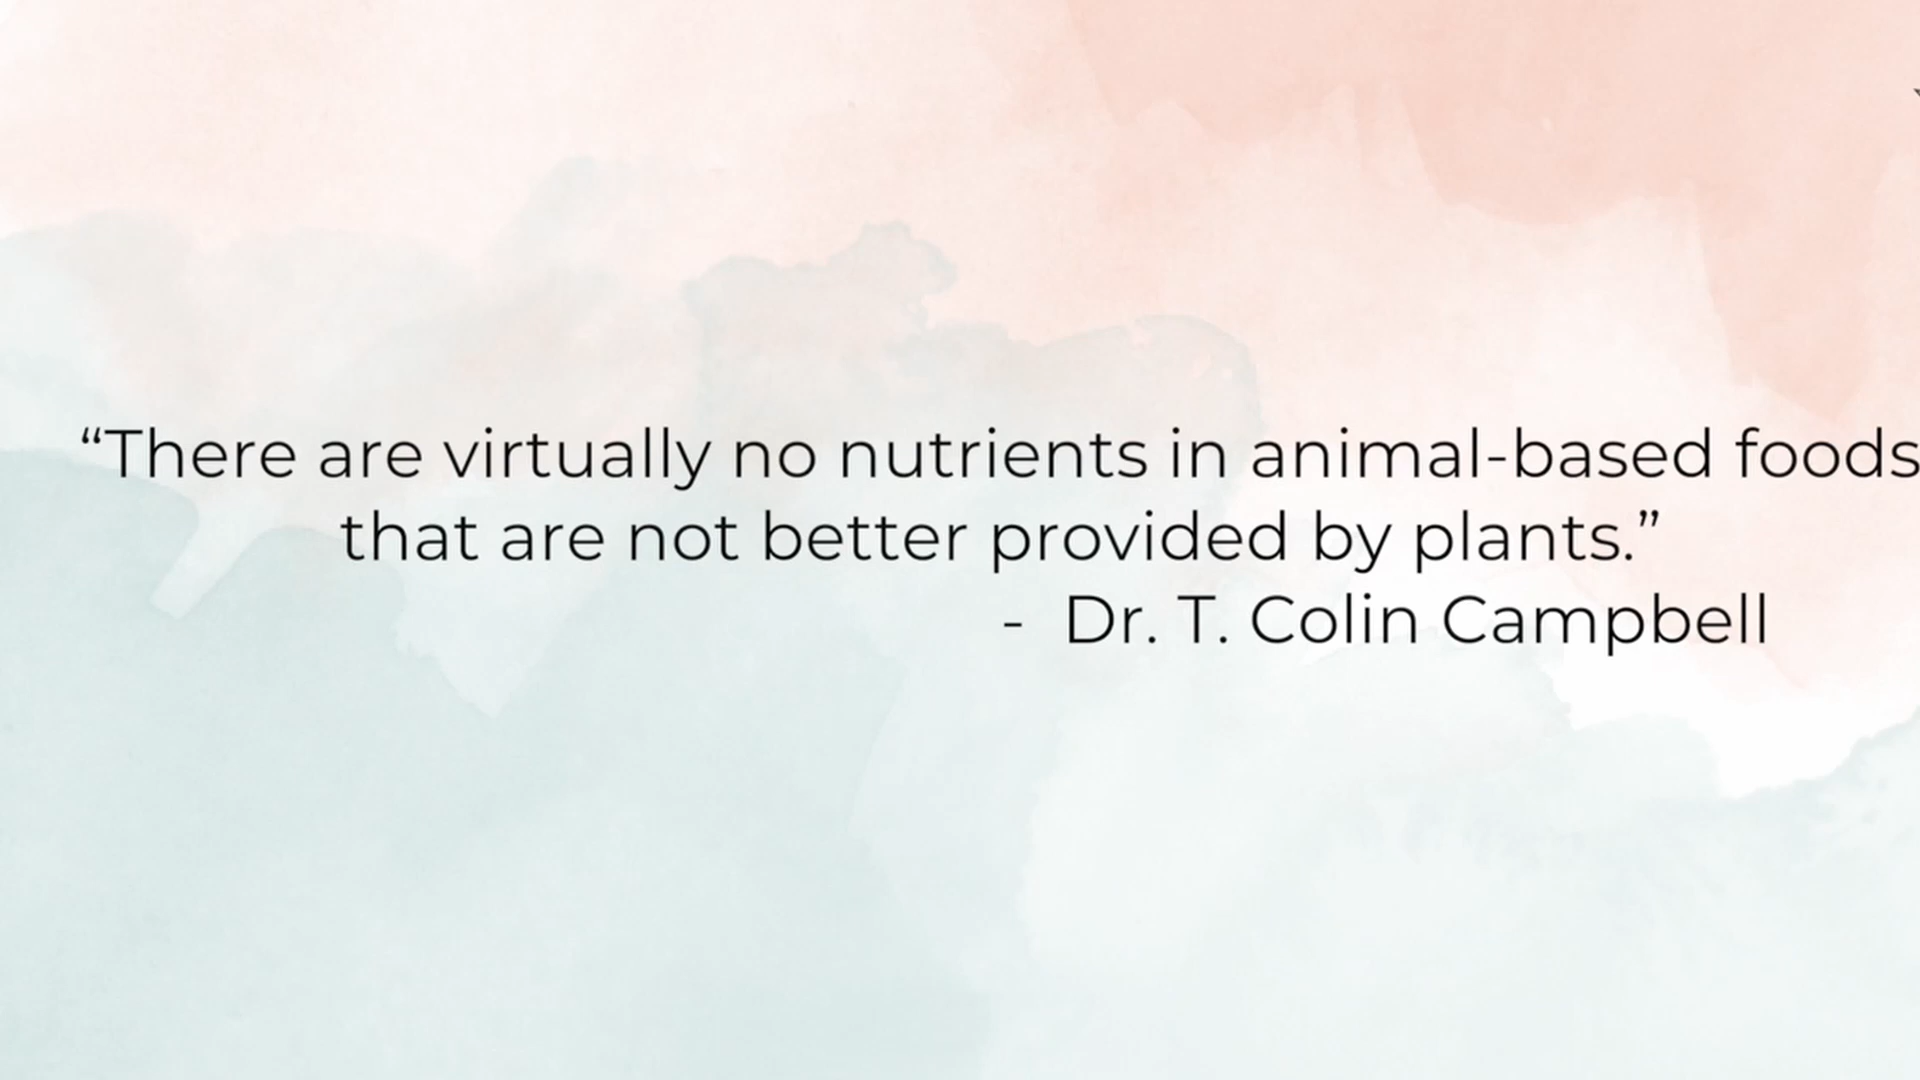 “There are virtually no nutrients in animal-based foods
that are not better provided by plants.”
- Dr. T. Colin Campbell